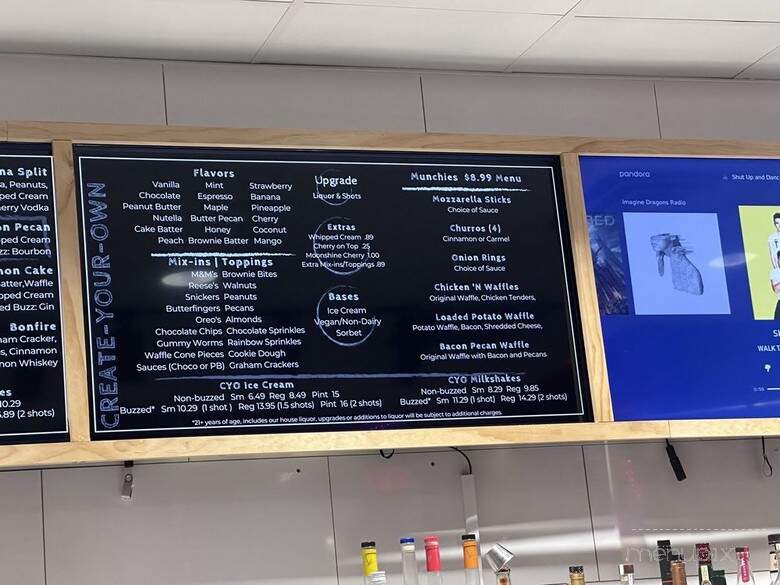 na Split
a, Peanuts,
pped Cream
erry Vodka
on Pecan
pped Cream
zz: Bourbon
non Cake
atter,Waffle
pped Cream
ed Buzz: Gin
Bonfire
ham Cracker,
s, Cinnamon
non Whiskey
es
10.29
.89 (2 shots)
CREATE-YOUR-OWN
Flavors
Vanilla Mint Strawberry
Chocolate Espresso Banana
Peanut Butter Maple Pineapple
Nutella Butter Pecan Cherry
Cake Batter Honey Coconut
Peach Brownie Batter Mango
Mix-ins | Toppings
M&M's Brownie Bites
Reese's Walnuts
Snickers Peanuts
Butterfingers Pecans
Oreo's Almonds
Chocolate Chips Chocolate Sprinkles
Gummy Worms Rainbow Sprinkles
Waffle Cone Pieces Cookie Dough
Sauces (Choco or PB) Graham Crackers
Upgrade
Liquor & Shots
Extras
Whipped Cream .89
Cherry on Top .25
Moonshine Cherry 1.00
Extra Mix-ins/Toppings .89
Bases
Ice Cream
Vegan/Non-Dairy
Sorbet
Munchies $8.99 Menu
Mozzarella Sticks
Choice of Sauce
Churros (4)
Cinnamon or Carmel
Onion Rings
Choice of Sauce
Chicken 'N Waffles
Original Waffle, Chicken Tenders,
Loaded Potato Waffle
Potato Waffle, Bacon, Shredded Cheese,
Bacon Pecan Waffle
Original Waffle with Bacon and Pecans
CYO Ice Cream
Non-buzzed Sm 6.49 Reg 8.49 Pint 15
Buzzed* Sm 10.29 (1 shot ) Reg 13.95 (1.5 shots) Pint 16 (2 shots)
CYO Milkshakes
Non-buzzed Sm 8.29 Reg 9.85
Buzzed* Sm 11.29 (1 shot) Reg 14.29 (2 shots)
*21+ years of age, includes our house liquor, upgrades or additions to liquor will be subject to additional charges.
pandora
Shut Up and Danc
Imagine Dragons Radio
BED
WALK T
0:56
menupix